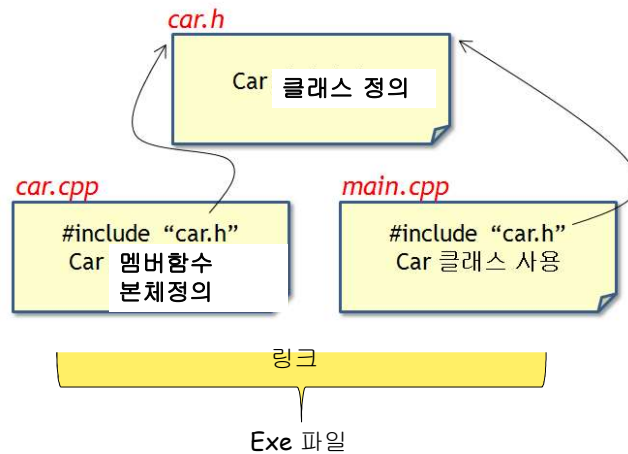 car.h
Car 클래스 정의
car.cpp
#include “car.h”
Car 멤버함수
본체정의
main.cpp
#include “car.h”
Car 클래스 사용
링크
Exe 파일